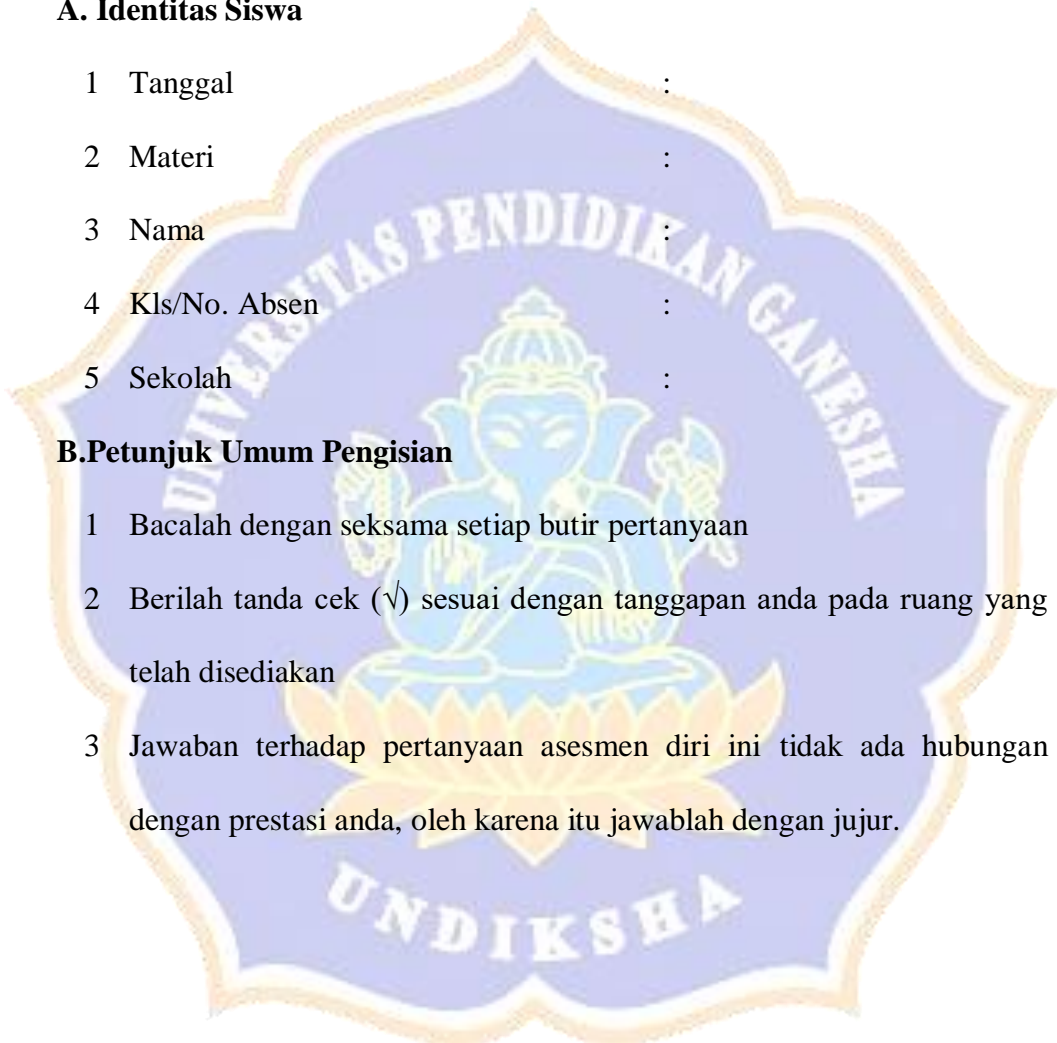 A. Identitas Siswa
1 Tanggal :
2 Materi :
3 Nama :
4 Kls/No. Absen :
5 Sekolah :
B.Petunjuk Umum Pengisian
1 Bacalah dengan seksama setiap butir pertanyaan
2 Berilah tanda cek (√) sesuai dengan tanggapan anda pada ruang yang
telah disediakan
3 Jawaban terhadap pertanyaan asesmen diri ini tidak ada hubungan
dengan prestasi anda, oleh karena itu jawablah dengan jujur.
UNIVERSITAS PENDIDIKAN GANESHA
UNDIKSHA